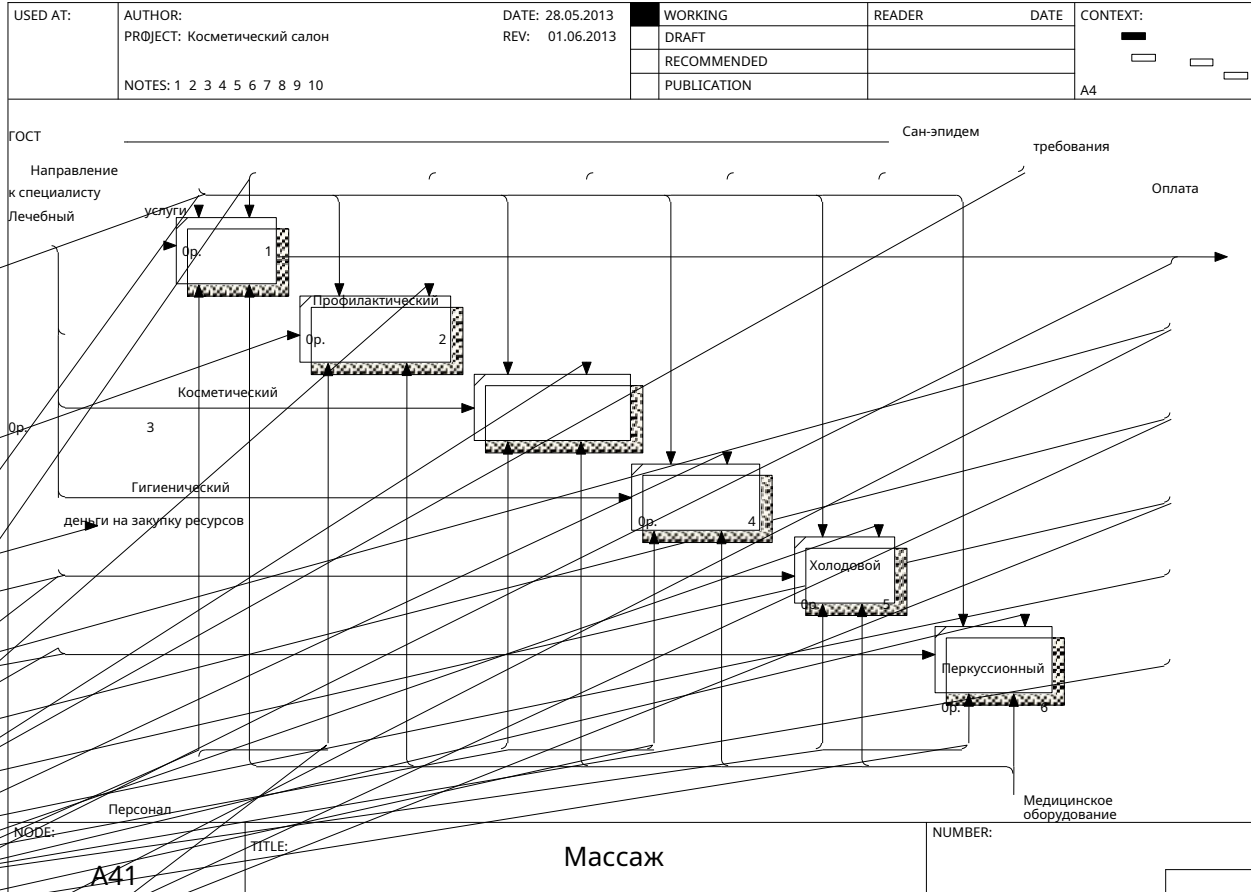 USED AT: AUTHOR: DATE: 28.05.2013 WORKING READER DATE CONTEXT:
PROJECT: Косметический салон REV: 01.06.2013 DRAFT
RECOMMENDED
NOTES: 1 2 3 4 5 6 7 8 9 10 PUBLICATION A4
ГОСТ Сан-эпидем
требования
Направление
к специалисту Оплата
Лечебный услуги
0р. 1
Профилактический
0р. 2
Косметический
0р. 3
Гигиенический
деньги на закупку ресурсов 0р. 4
Холодовой
0р. 5
Перкуссионный
0р. 6
Персонал Медицинское
оборудование
NODE: TITLE: NUMBER:
A41 Массаж